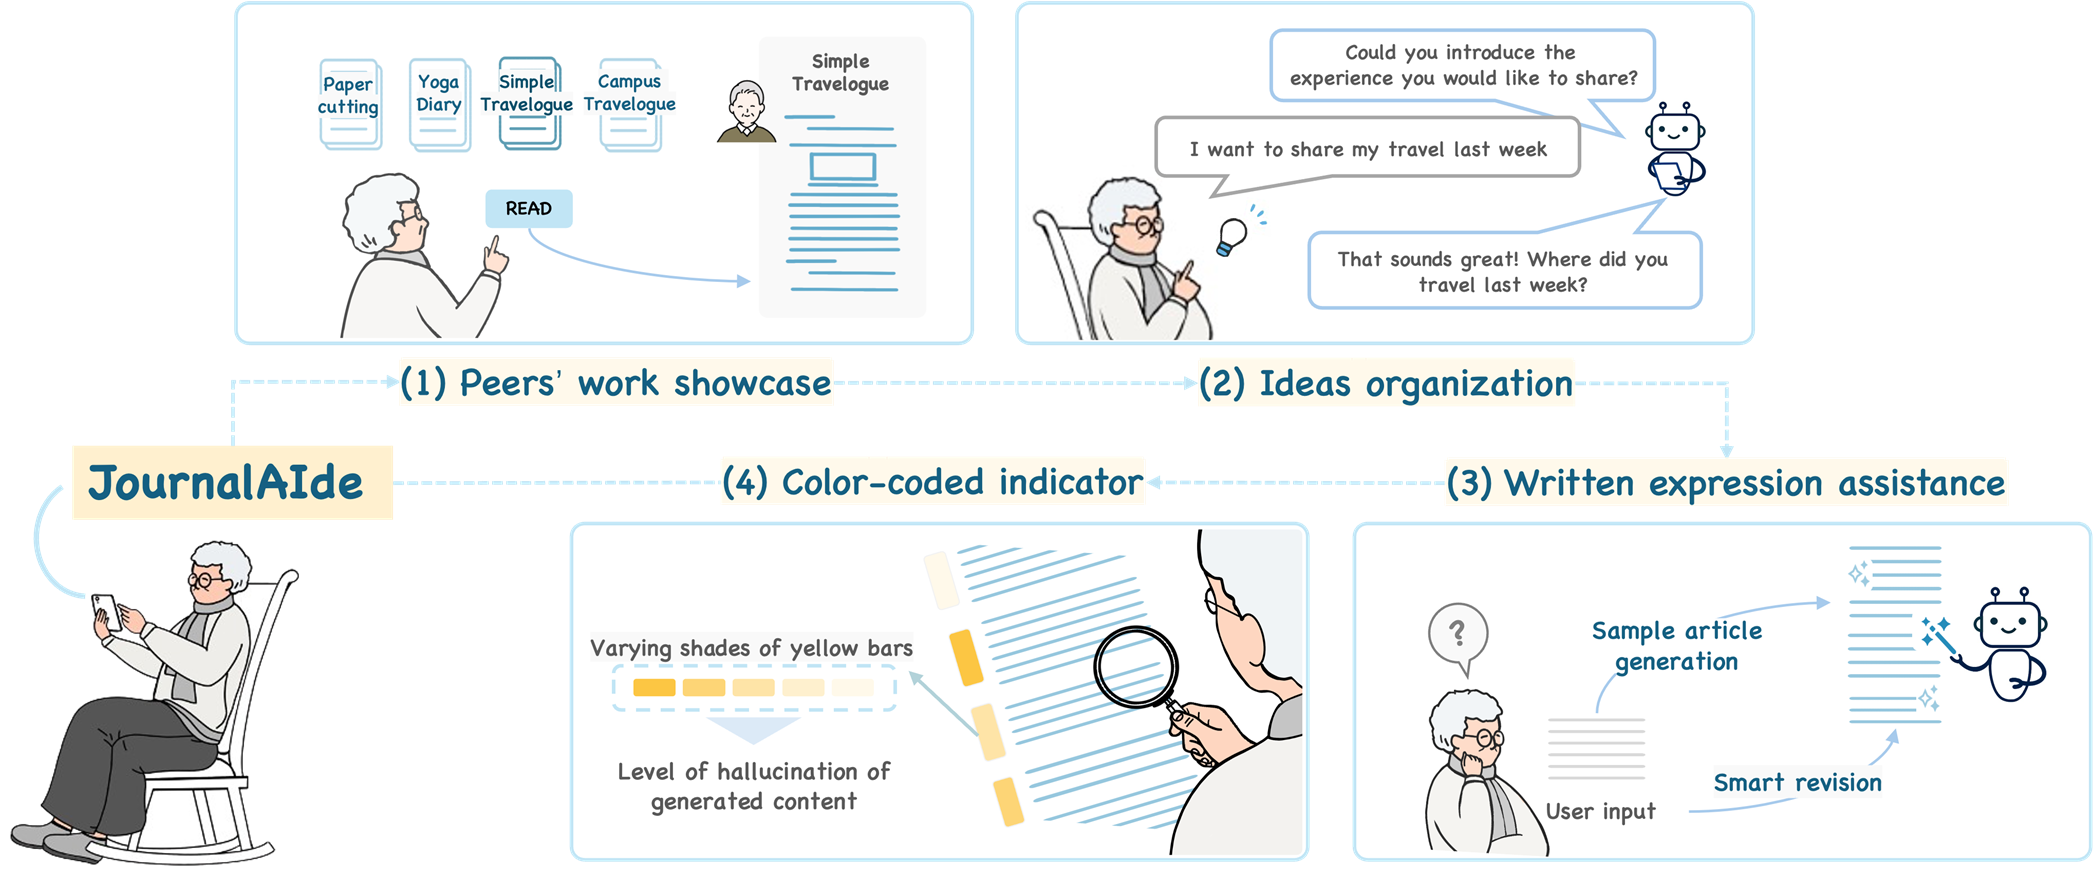 Paper
cutting
Yoga
Diary
Simple
Travelogue
Campus
Travelogue
Simple
Travelogue
READ
Could you introduce the
experience you would like to share?
I want to share my travel last week
That sounds great! Where did you
travel last week?
(1) Peers’ work showcase
(2) Ideas organization
JournalAIde
(4) Color-coded indicator
(3) Written expression assistance
Varying shades of yellow bars
Level of hallucination of
generated content
?
Sample article
generation
Smart revision
User input